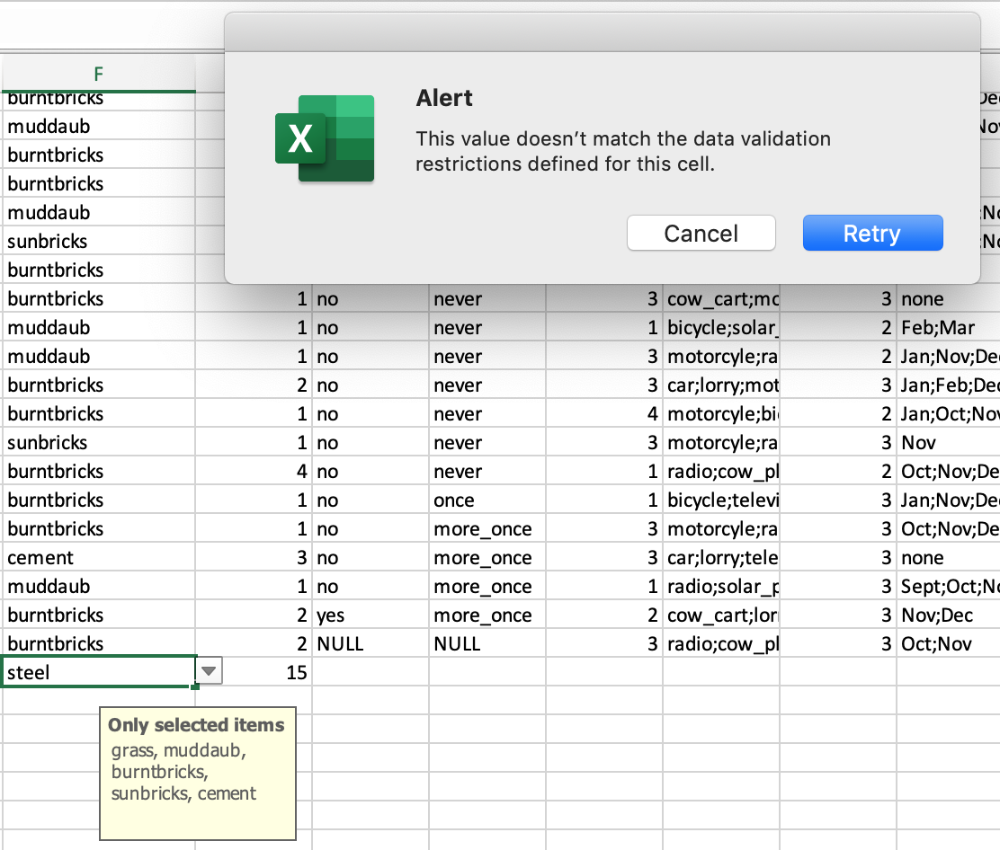 F
Alert
This value doesn't match the data validation
restrictions defined for this cell.
Cancel Retry
X
burntbricks
muddaub
burntbricks
burntbricks
muddaub
sunbricks
burntbricks
burntbricks 1 no never 3 cow_cart;mo 3 none
muddaub 1 no never 1 bicycle;solar_ 2 Feb;Mar
muddaub 1 no never 3 motorcyle;ra 2 Jan;Nov;Dec
burntbricks 2 no never 3 car;lorry;mot 3 Jan;Feb;Dec
burntbricks 1 no never 4 motorcyle;bi 2 Jan;Oct;Nov
sunbricks 1 no never 3 motorcyle;ra 3 Nov
burntbricks 4 no never 1 radio;cow_pl 2 Oct;Nov;De
burntbricks 1 no once 1 bicycle;televi 3 Jan;Nov;Dec
burntbricks 1 no more_once 3 motorcyle;ra 3 Oct;Nov;De
cement 3 no more_once 3 car;lorry;tele 3 none
muddaub 1 no more_once 1 radio;solar_p 3 Sept;Oct;No
burntbricks 2 yes more_once 2 cow_cart;lor 3 Nov;Dec
burntbricks 2 NULL NULL 3 radio;cow_pl 3 Oct;Nov
steel 15
Only selected items
grass, muddaub,
burntbricks,
sunbricks, cement